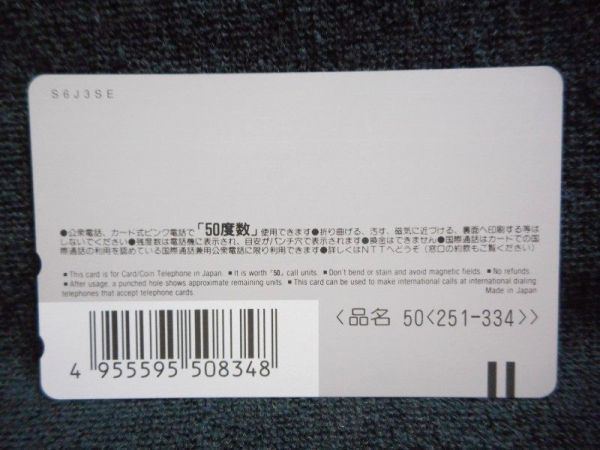 S6J3SE
●公衆電話、カード式ピンク電話で「50度数」使用できます●折り曲げる、汚す、磁気に近づける、裏面へ印刷する等は
しないでください●残度数は電話機に表示され、目安がパンチ穴で表示されます●換金はできません●国際通話はカードでの国
際通話の利用を認めている国際通話兼用公衆電話に限り利用できます●詳しくはNTTへどうぞ（窓口の約款もご覧ください）
■This card is for Card/Coin Telephone in Japan. ■It is worth "50" call units. ■Don't bend or stain and avoid magnetic fields. ■No refunds.
■After usage, a punched hole shows approximate remaining units. ■This card can be used to make international calls at international dialing
telephones that accept telephone cards. Made in Japan
〈品名 50〈251-334〉〉
4 955595 508348